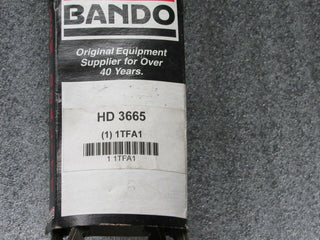 BANDO
Original Equipment
Supplier for Over
40 Years.
HD 3665
(1) 1TFA1
1 1TFA1